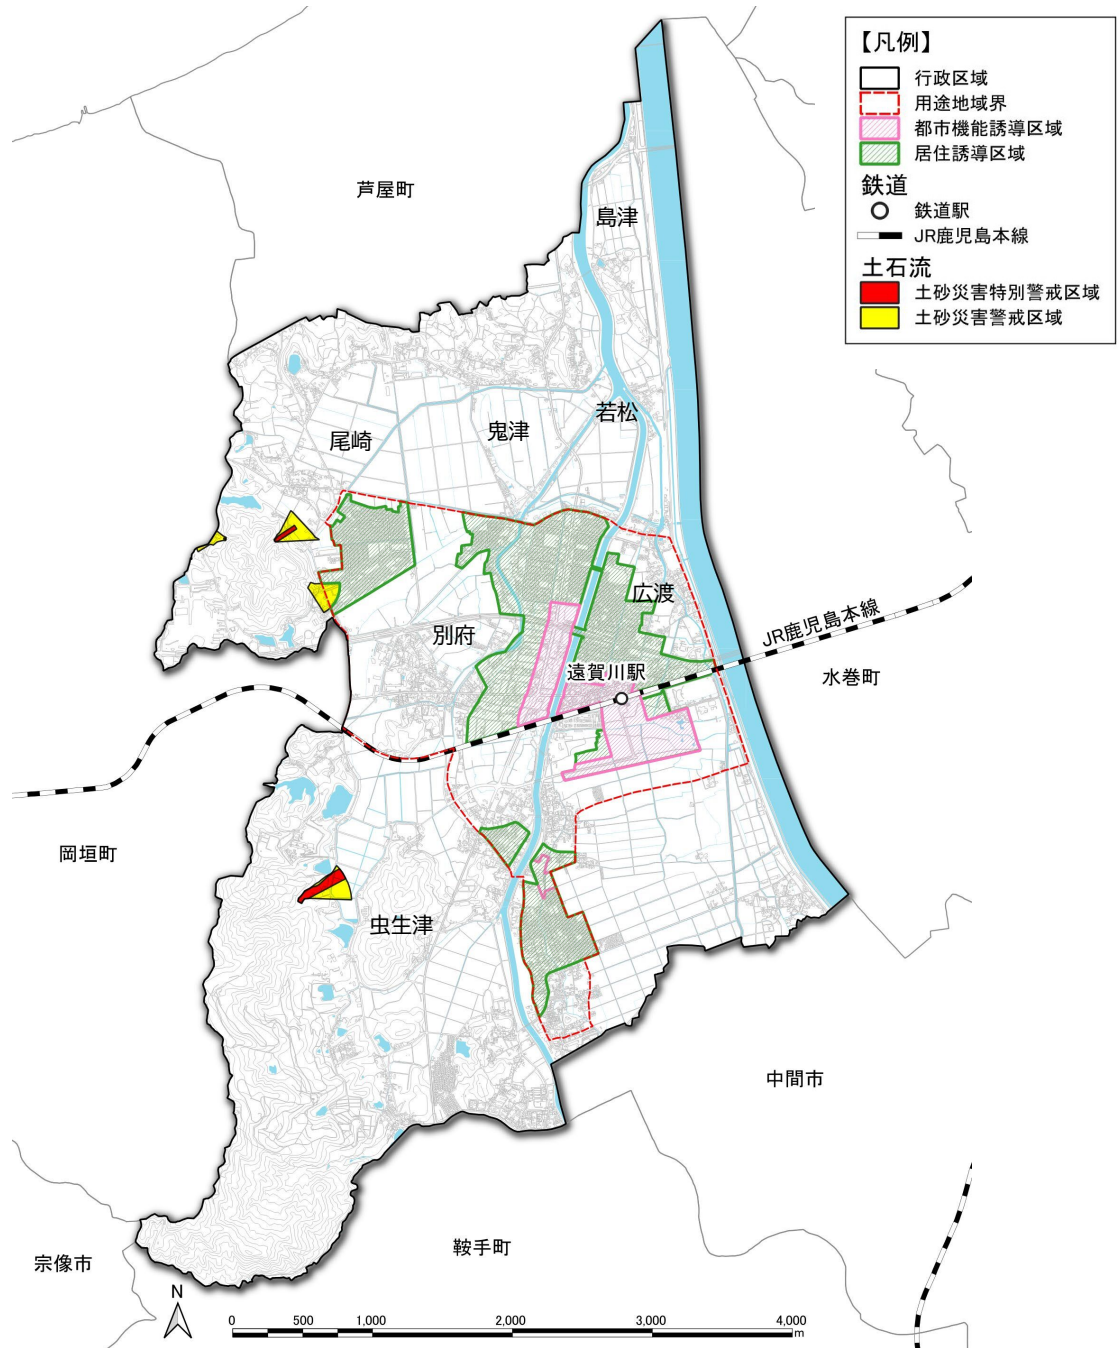 【凡例】
行政区域
用途地域界
都市機能誘導区域
居住誘導区域
鉄道
鉄道駅
JR鹿児島本線
土石流
土砂災害特別警戒区域
土砂災害警戒区域
芦屋町
島津
若松
鬼津
尾崎
広渡
別府
JR鹿児島本線
遠賀川駅
水巻町
岡垣町
虫生津
中間市
鞍手町
宗像市
N
0 500 1,000 2,000 3,000 4,000
m